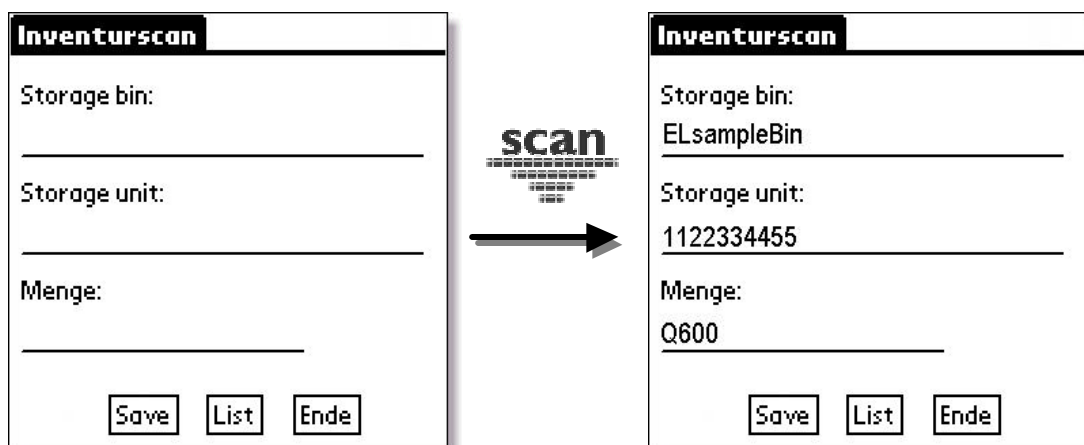 Inventurscan
Storage bin:
Storage unit:
Menge:
Save List Ende
scan
Inventurscan
Storage bin:
ELsampleBin
Storage unit:
1122334455
Menge:
Q600
Save List Ende